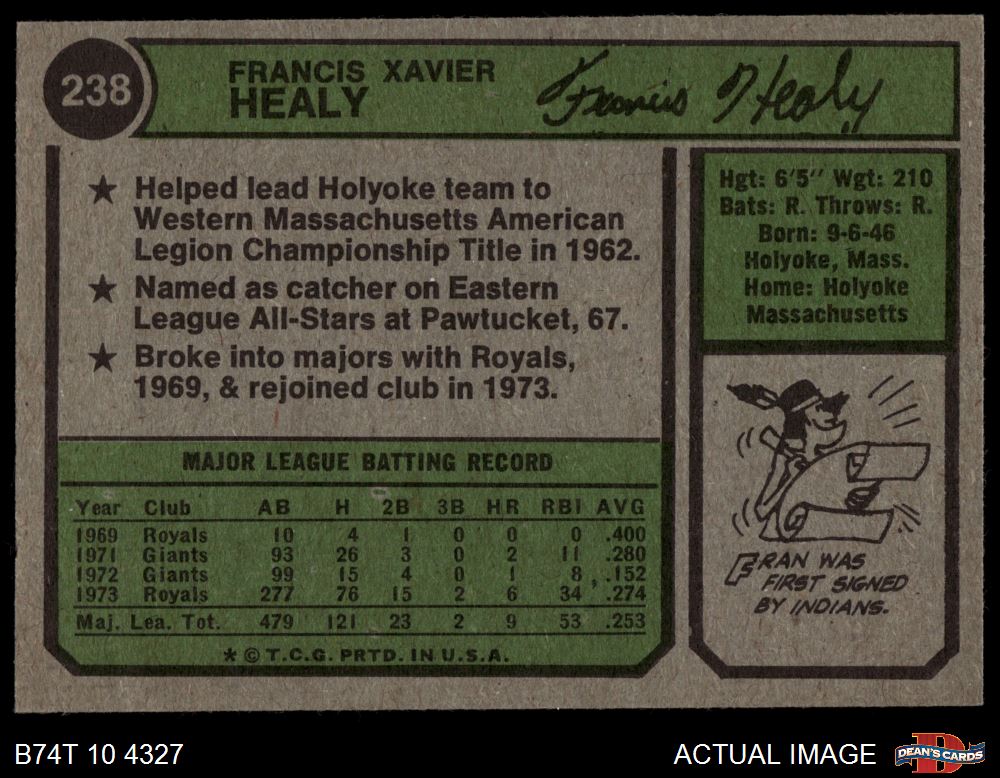 238
FRANCIS XAVIER
HEALY
Francis Healy
★ Helped lead Holyoke team to
Western Massachusetts American
Legion Championship Title in 1962.
★ Named as catcher on Eastern
League All-Stars at Pawtucket, 67.
★ Broke into majors with Royals,
1969, & rejoined club in 1973.
Hgt: 6'5" Wgt: 210
Bats: R. Throws: R.
Born: 9-6-46
Holyoke, Mass.
Home: Holyoke
Massachusetts
FRAN WAS
FIRST SIGNED
BY INDIANS.
MAJOR LEAGUE BATTING RECORD
Year Club AB H 2B 3B HR RBI AVG
1969 Royals 10 4 1 0 0 0 .400
1971 Giants 93 26 3 0 2 11 .280
1972 Giants 99 15 4 0 1 8 .152
1973 Royals 277 76 15 2 6 34 .274
Maj. Lea. Tot. 479 121 23 2 9 53 .253
* © T.C.G. PRTD. IN U.S.A.
B74T 10 4327
ACTUAL IMAGE
DEAN'S CARDS